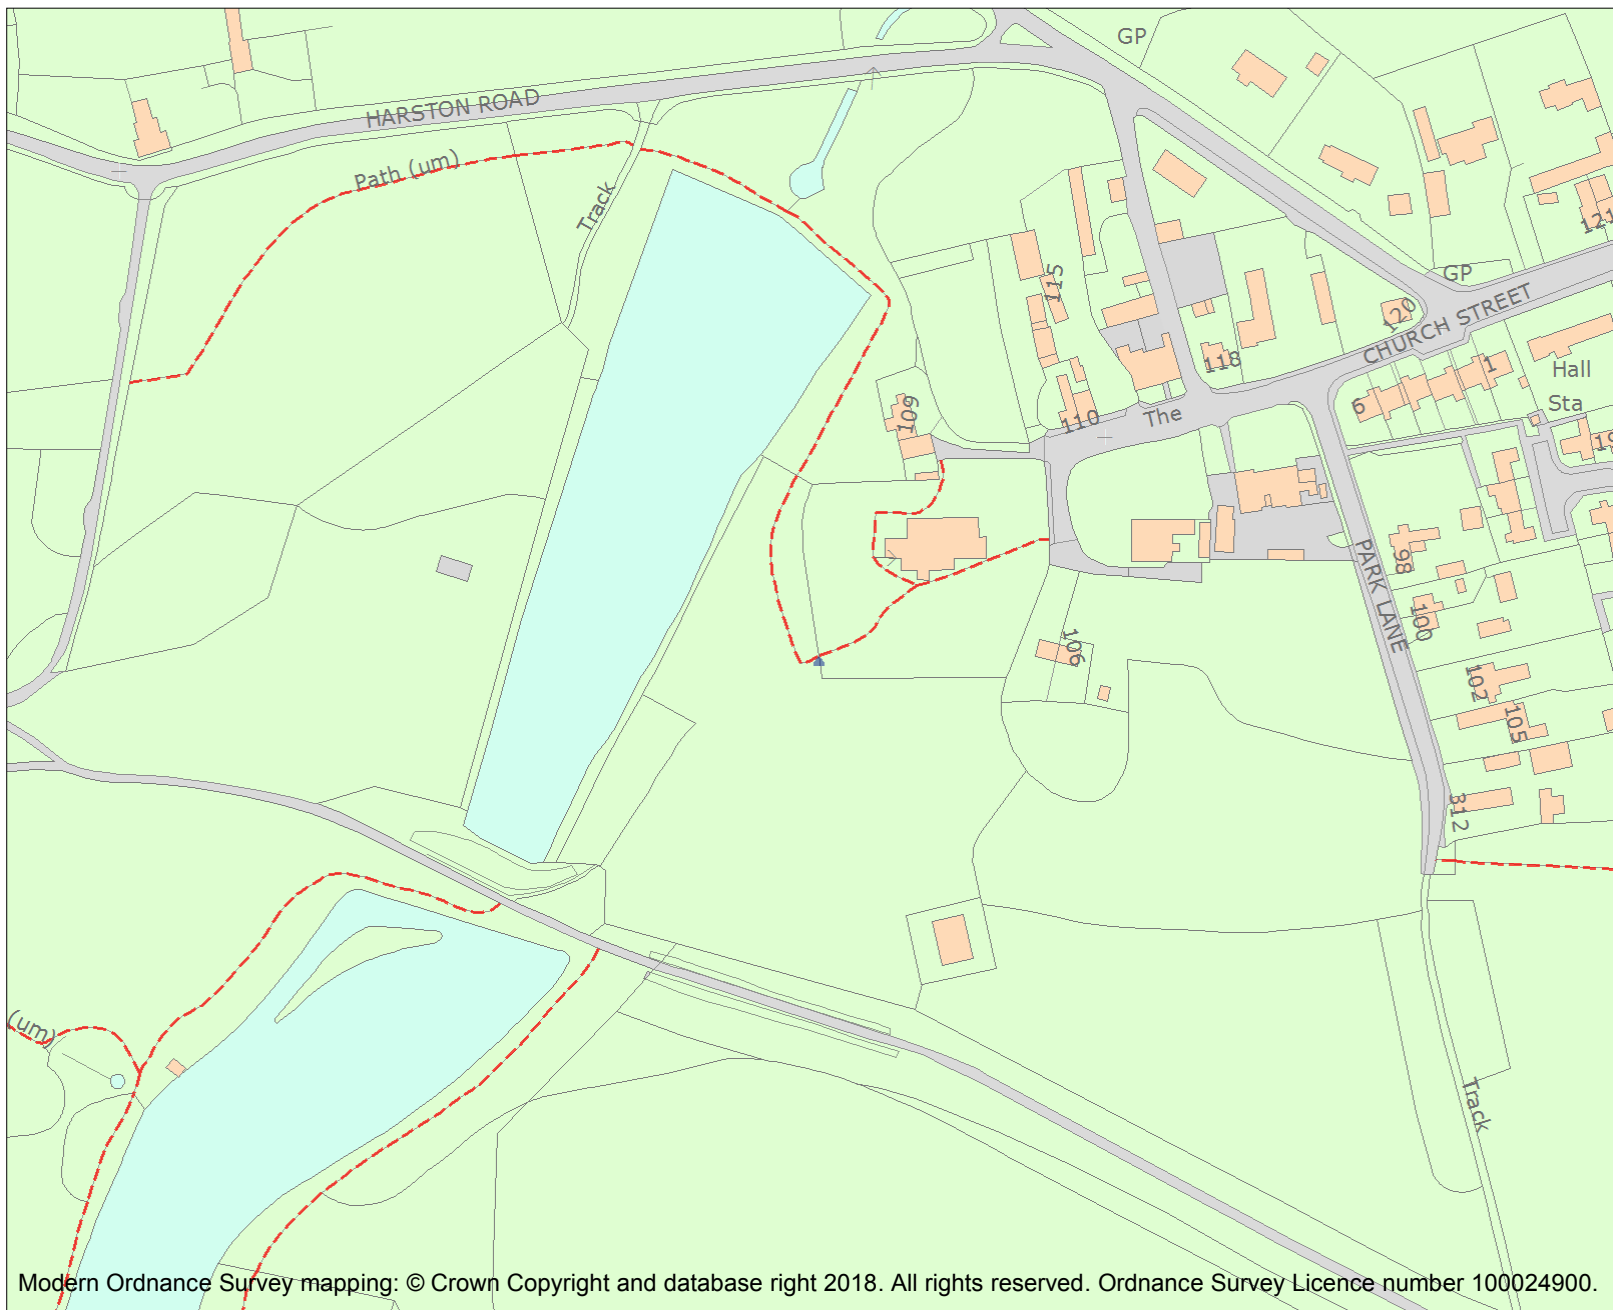 GP
HARSTON ROAD
Path (um)
Track
121
GP
115
120
CHURCH STREET
118
1
Hall
6
Sta
109
110
The
19
98
PARK LANE
100
106
102
105
312
(um)
Track
Modern Ordnance Survey mapping: © Crown Copyright and database right 2018. All rights reserved. Ordnance Survey Licence number 100024900.